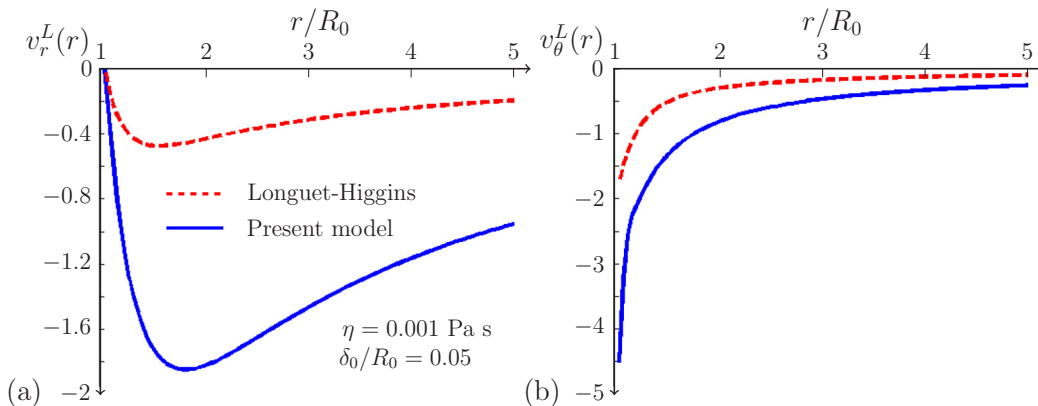 r/R₀
v_r^L(r)
1 2 3 4 5
0
−0.4
−0.8
−1.2
−1.6
−2
Longuet-Higgins
Present model
η = 0.001 Pa s
δ₀/R₀ = 0.05
(a)
r/R₀
v_θ^L(r)
1 2 3 4 5
0
−1
−2
−3
−4
−5
(b)